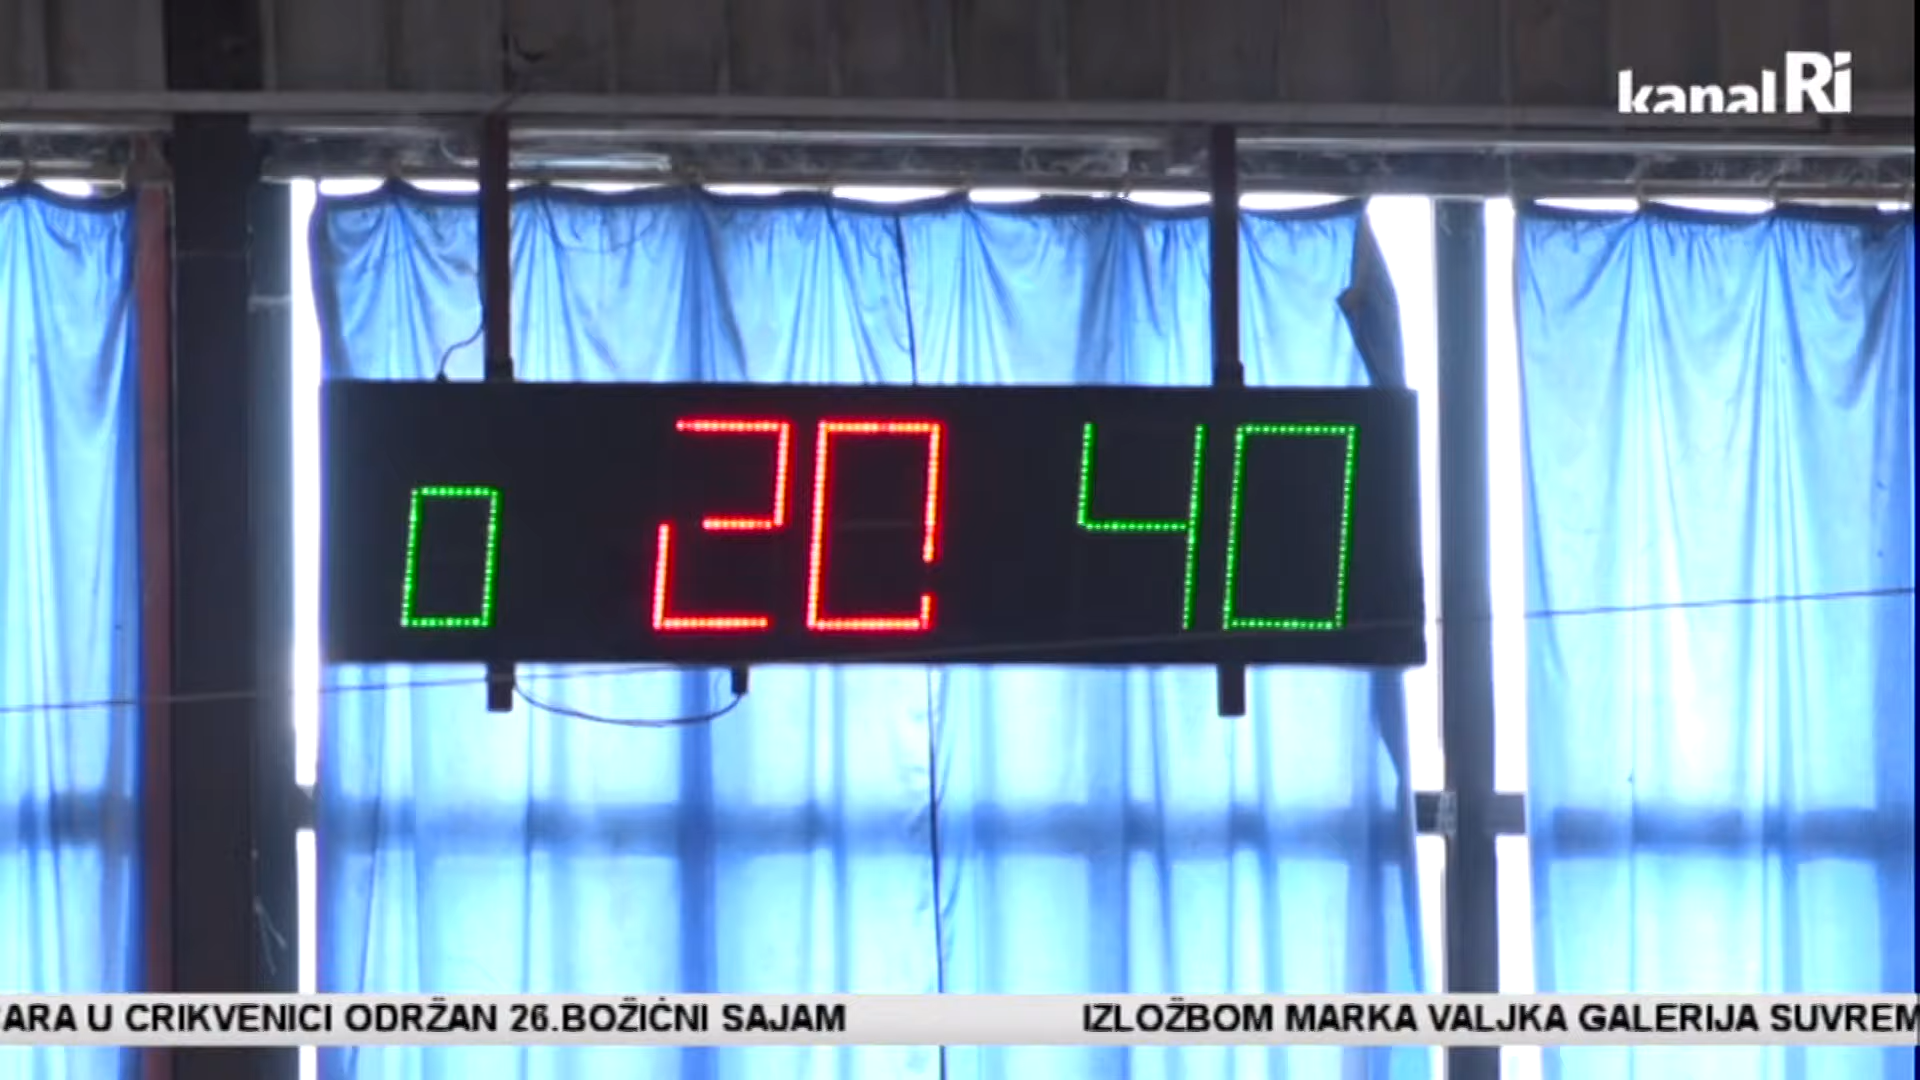 kanalRi
0 20 40
ARA U CRIKVENICI ODRŽAN 26.BOŽIĆNI SAJAM IZLOŽBOM MARKA VALJKA GALERIJA SUVREM